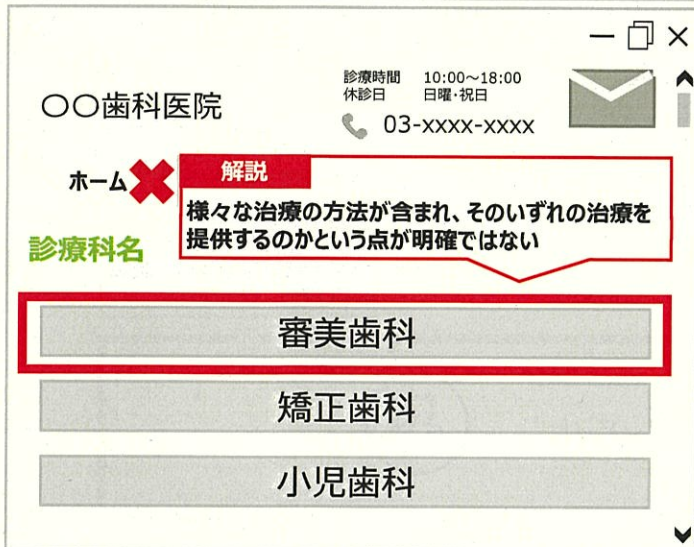 〇〇歯科医院
診療時間 10:00～18:00
休診日 日曜・祝日
03-xxxx-xxxx
ホーム
解説
様々な治療の方法が含まれ、そのいずれの治療を
提供するのかという点が明確ではない
診療科名
審美歯科
矯正歯科
小児歯科